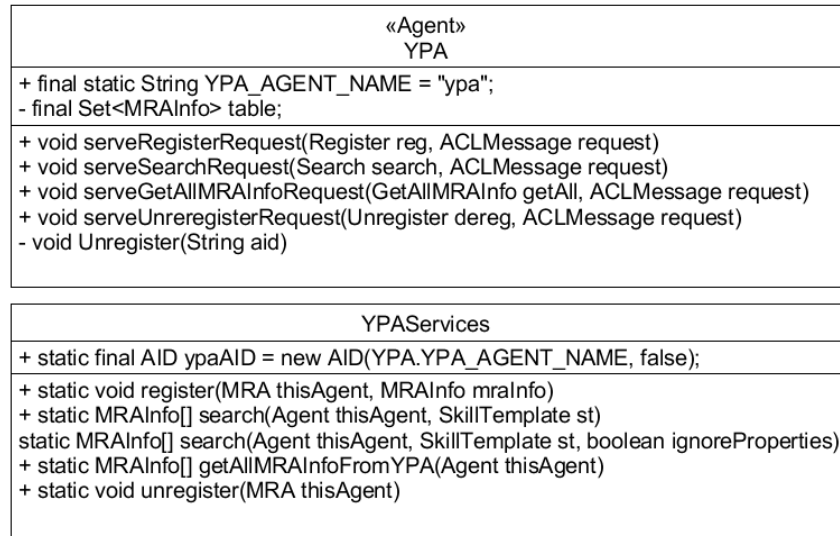 «Agent»
YPA
+ final static String YPA_AGENT_NAME = "ypa";
- final Set<MRAInfo> table;
+ void serveRegisterRequest(Register reg, ACLMessage request)
+ void serveSearchRequest(Search search, ACLMessage request)
+ void serveGetAllMRAInfoRequest(GetAllMRAInfo getAll, ACLMessage request)
+ void serveUnreregisterRequest(Unregister dereg, ACLMessage request)
- void Unregister(String aid)
YPAServices
+ static final AID ypaAID = new AID(YPA.YPA_AGENT_NAME, false);
+ static void register(MRA thisAgent, MRAInfo mraInfo)
+ static MRAInfo[] search(Agent thisAgent, SkillTemplate st)
static MRAInfo[] search(Agent thisAgent, SkillTemplate st, boolean ignoreProperties)
+ static MRAInfo[] getAllMRAInfoFromYPA(Agent thisAgent)
+ static void unregister(MRA thisAgent)